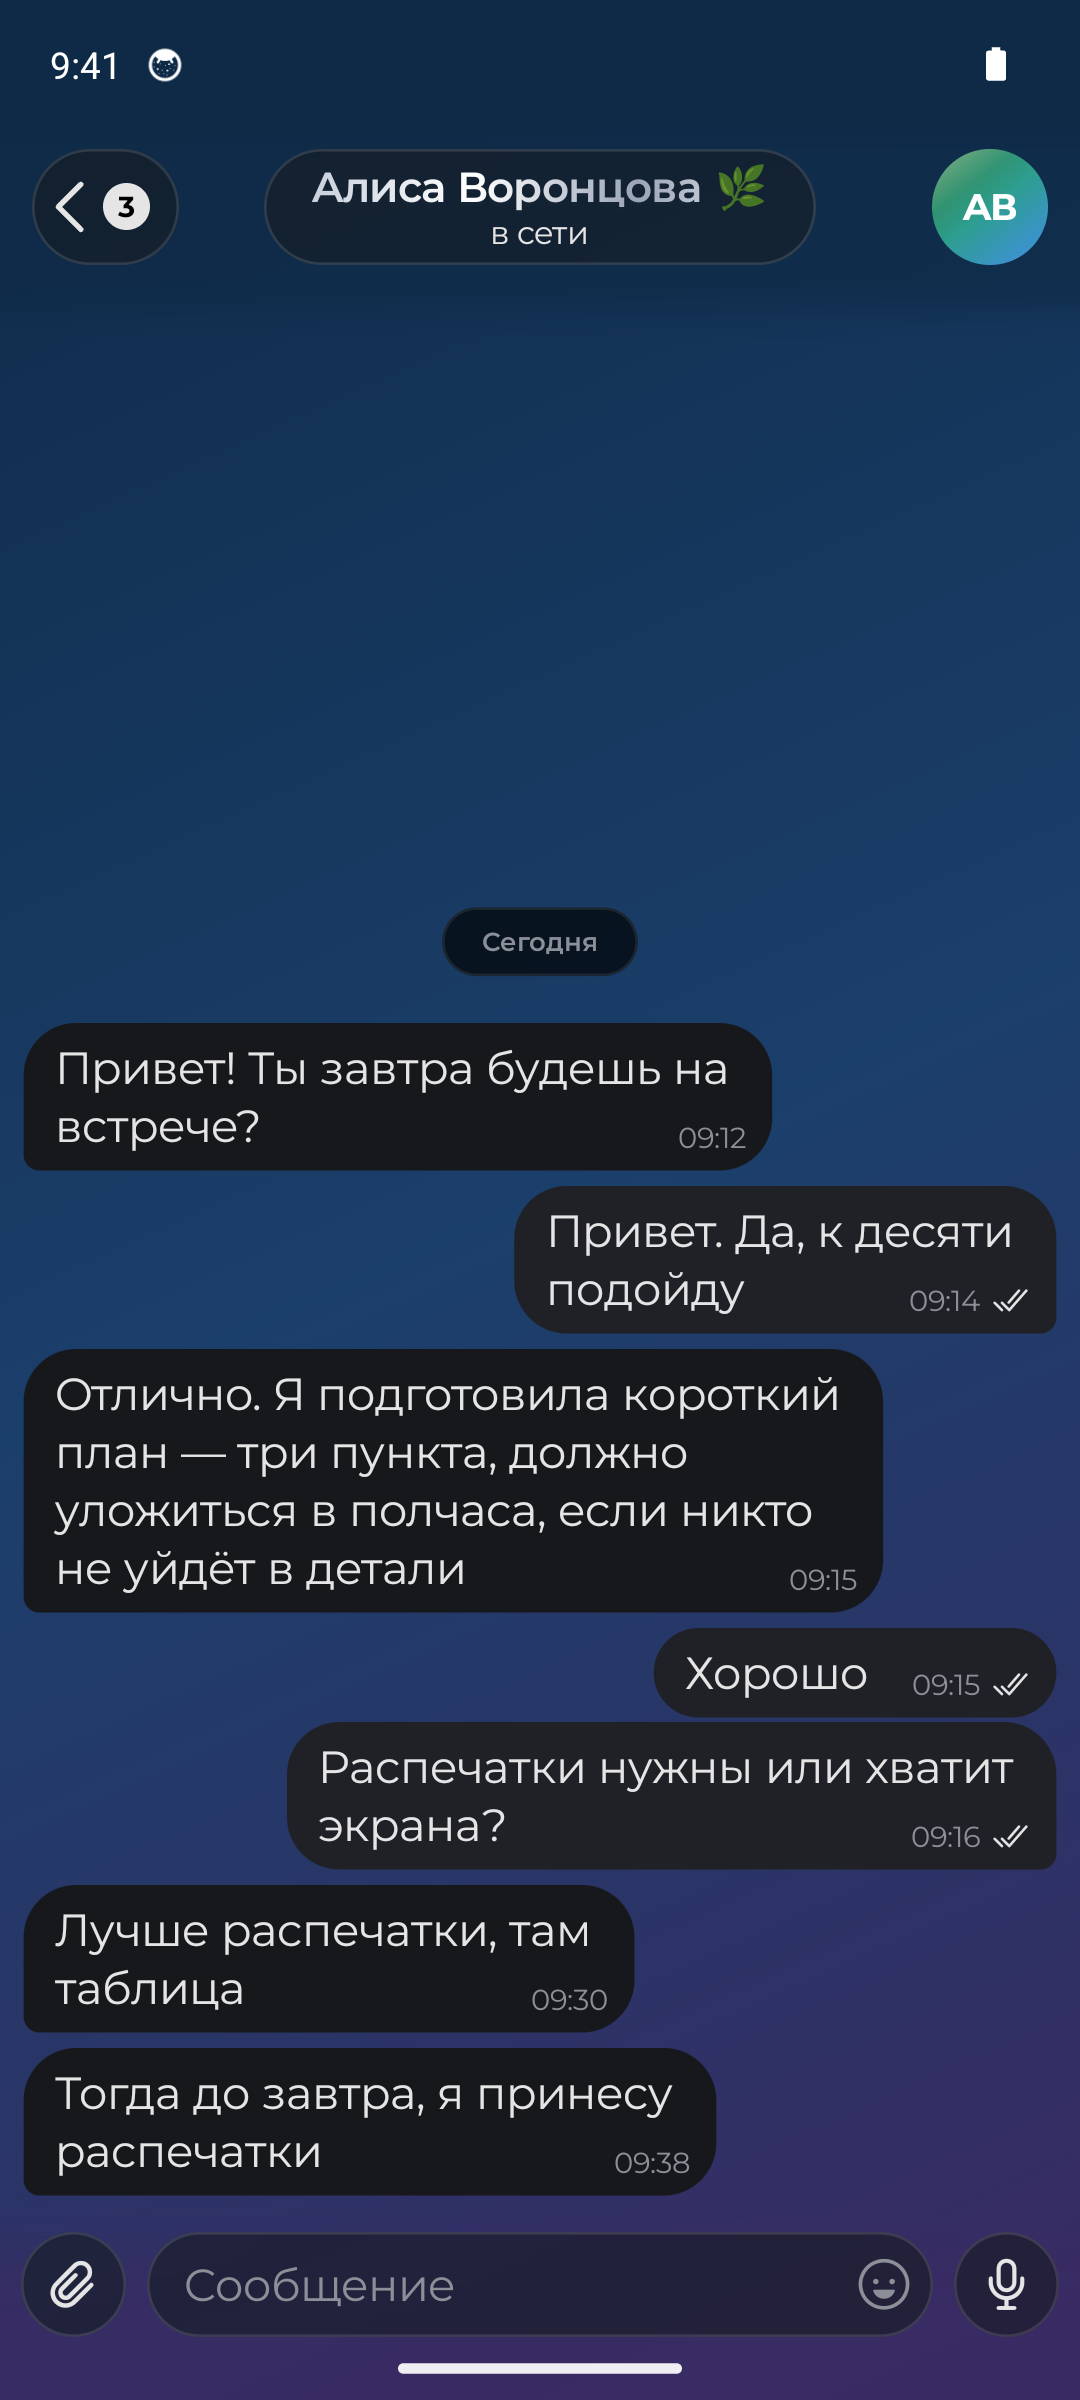 9:41
3
Алиса Воронцова 🌿
в сети
АВ
Сегодня
Привет! Ты завтра будешь на
встрече?
09:12
Привет. Да, к десяти
подойду
09:14
Отлично. Я подготовила короткий
план — три пункта, должно
уложиться в полчаса, если никто
не уйдёт в детали
09:15
Хорошо
09:15
Распечатки нужны или хватит
экрана?
09:16
Лучше распечатки, там
таблица
09:30
Тогда до завтра, я принесу
распечатки
09:38
Сообщение